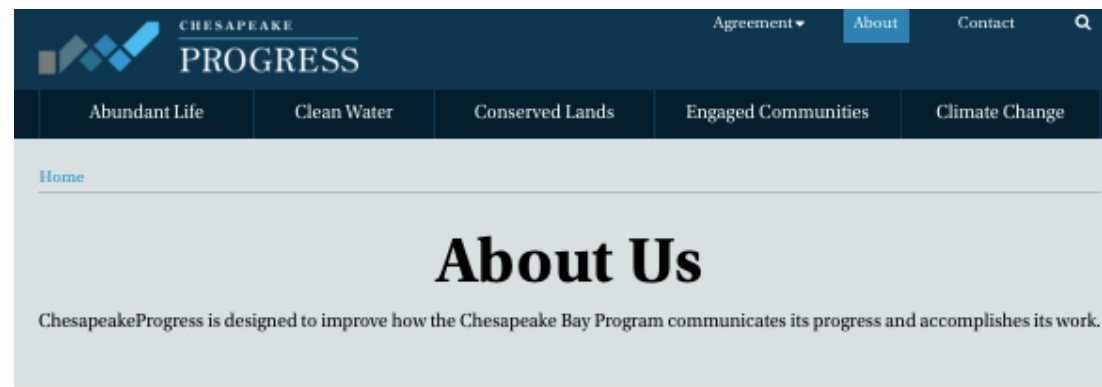 CHESAPEAKE
PROGRESS
Agreement About Contact
Abundant Life Clean Water Conserved Lands Engaged Communities Climate Change
Home
About Us
ChesapeakeProgress is designed to improve how the Chesapeake Bay Program communicates its progress and accomplishes its work.